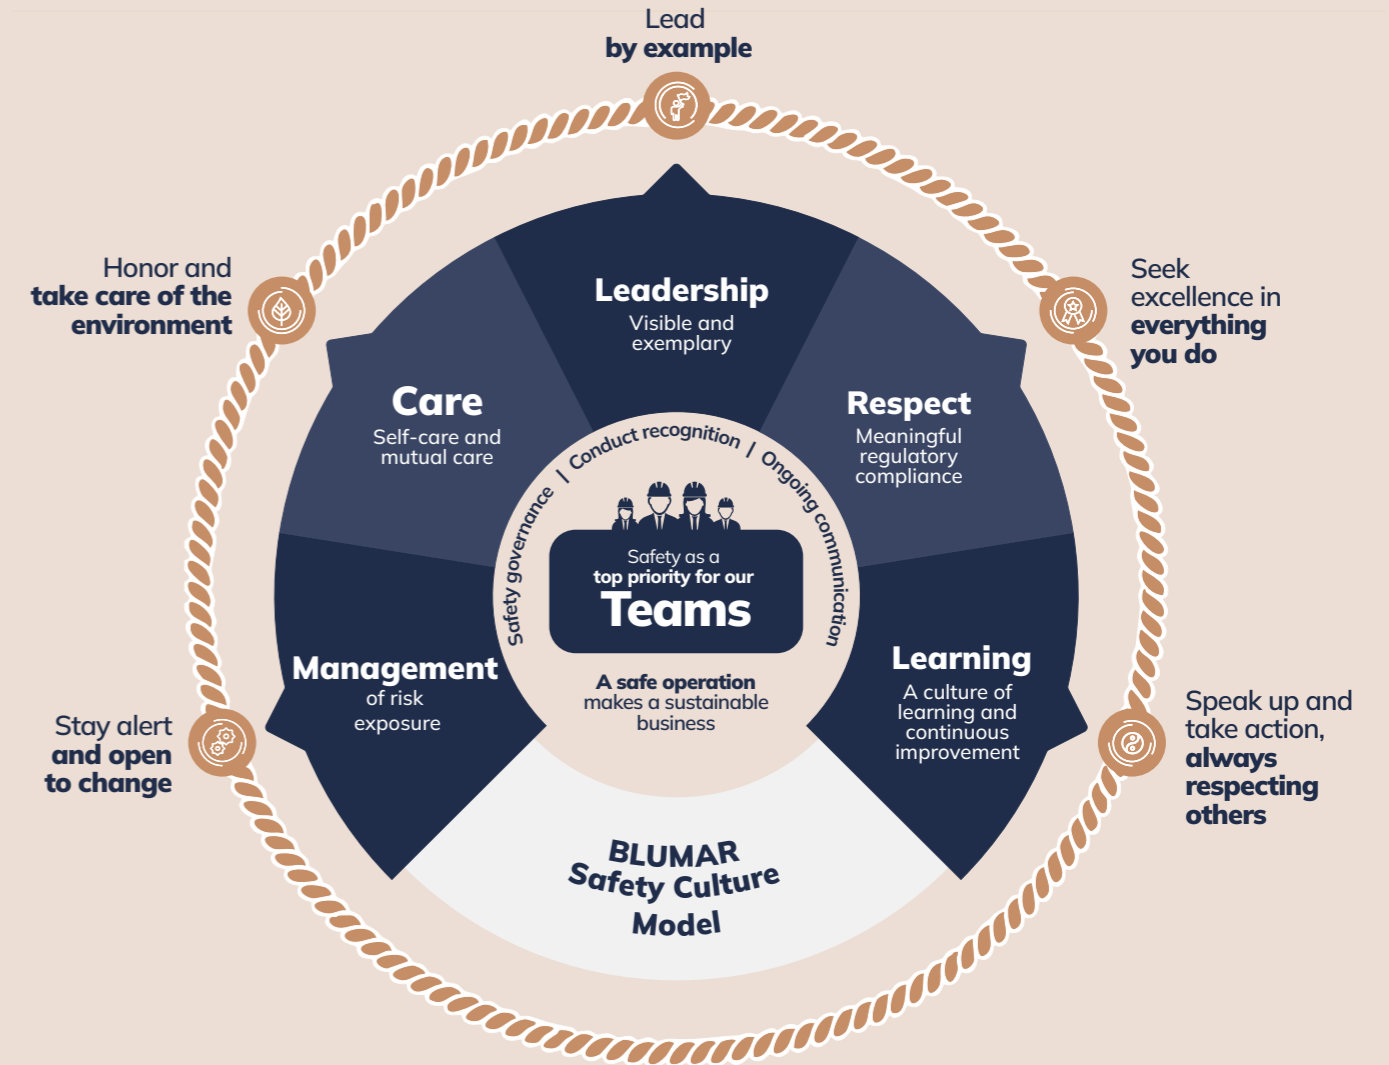 Lead
by example
Honor and
take care of the
environment
Seek
excellence in
everything
you do
Leadership
Visible and
exemplary
Care
Self-care and
mutual care
Respect
Meaningful
regulatory
compliance
Safety governance | Conduct recognition | Ongoing communication
Safety as a
top priority for our
Teams
A safe operation
makes a sustainable
business
Management
of risk
exposure
Learning
A culture of
learning and
continuous
improvement
Stay alert
and open
to change
Speak up and
take action,
always
respecting
others
BLUMAR
Safety Culture
Model